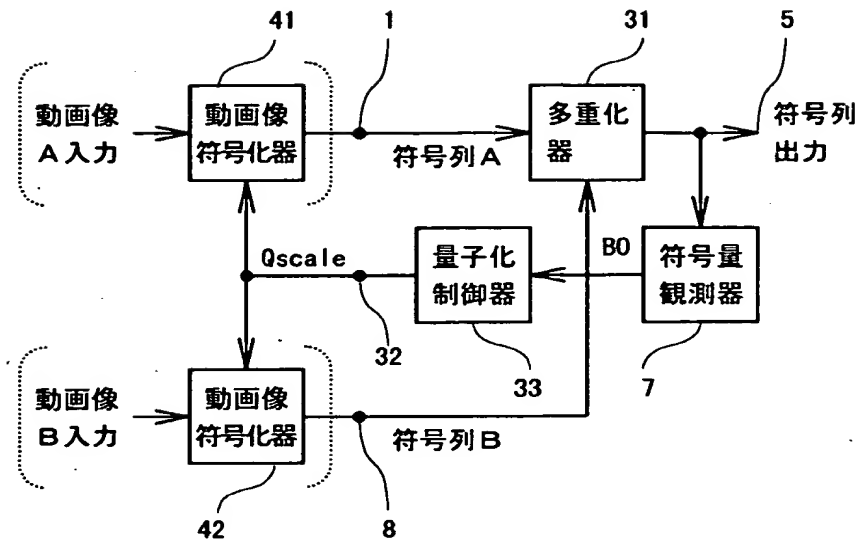 41
1
31
5
動画像
A入力
動画像
符号化器
符号列A
多重化
器
符号列
出力
Qscale
量子化
制御器
BO
符号量
観測器
32
33
7
動画像
B入力
動画像
符号化器
符号列B
42
8